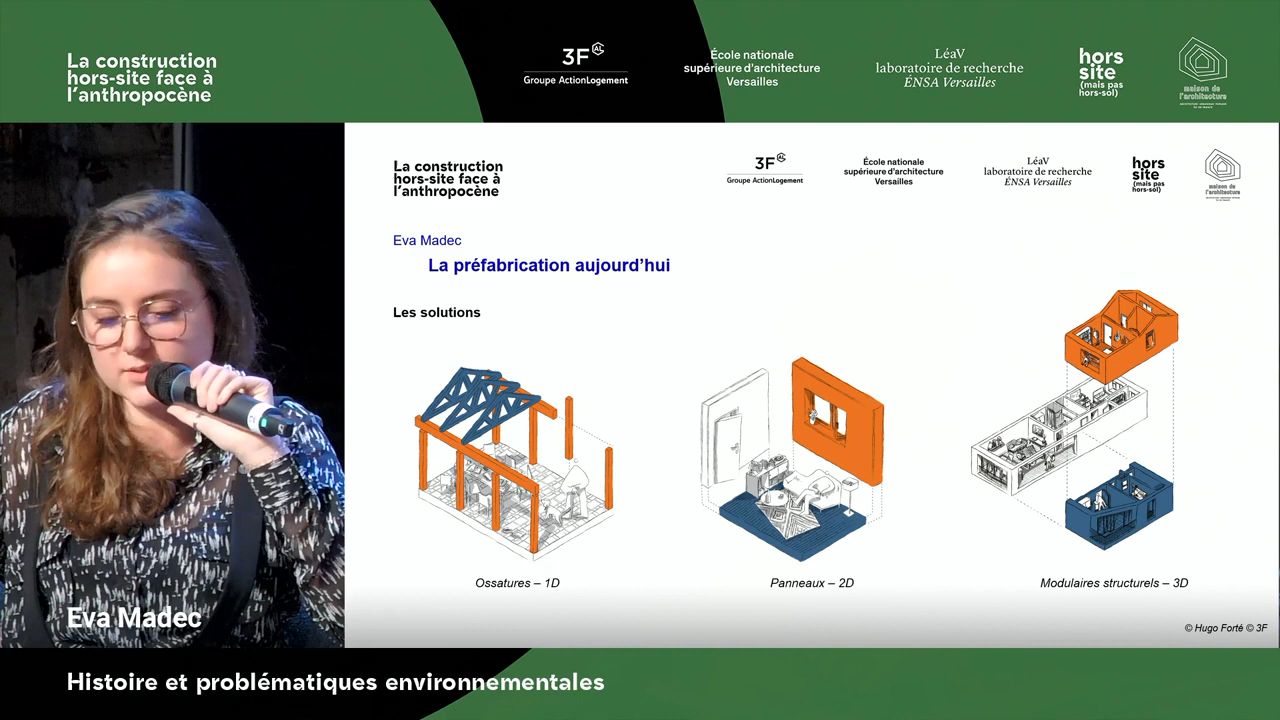 La construction
hors-site face à
l'anthropocène
3F AL
Groupe ActionLogement
École nationale
supérieure d'architecture
Versailles
LéaV
laboratoire de recherche
ÉNSA Versailles
hors
site
(mais pas
hors-sol)
maison de
l'architecture
La construction
hors-site face à
l'anthropocène
3F AL
Groupe ActionLogement
École nationale
supérieure d'architecture
Versailles
LéaV
laboratoire de recherche
ÉNSA Versailles
hors
site
(mais pas
hors-sol)
maison de
l'architecture
Eva Madec
La préfabrication aujourd'hui
Les solutions
Ossatures – 1D
Panneaux – 2D
Modulaires structurels – 3D
© Hugo Forté © 3F
Eva Madec
Histoire et problématiques environnementales